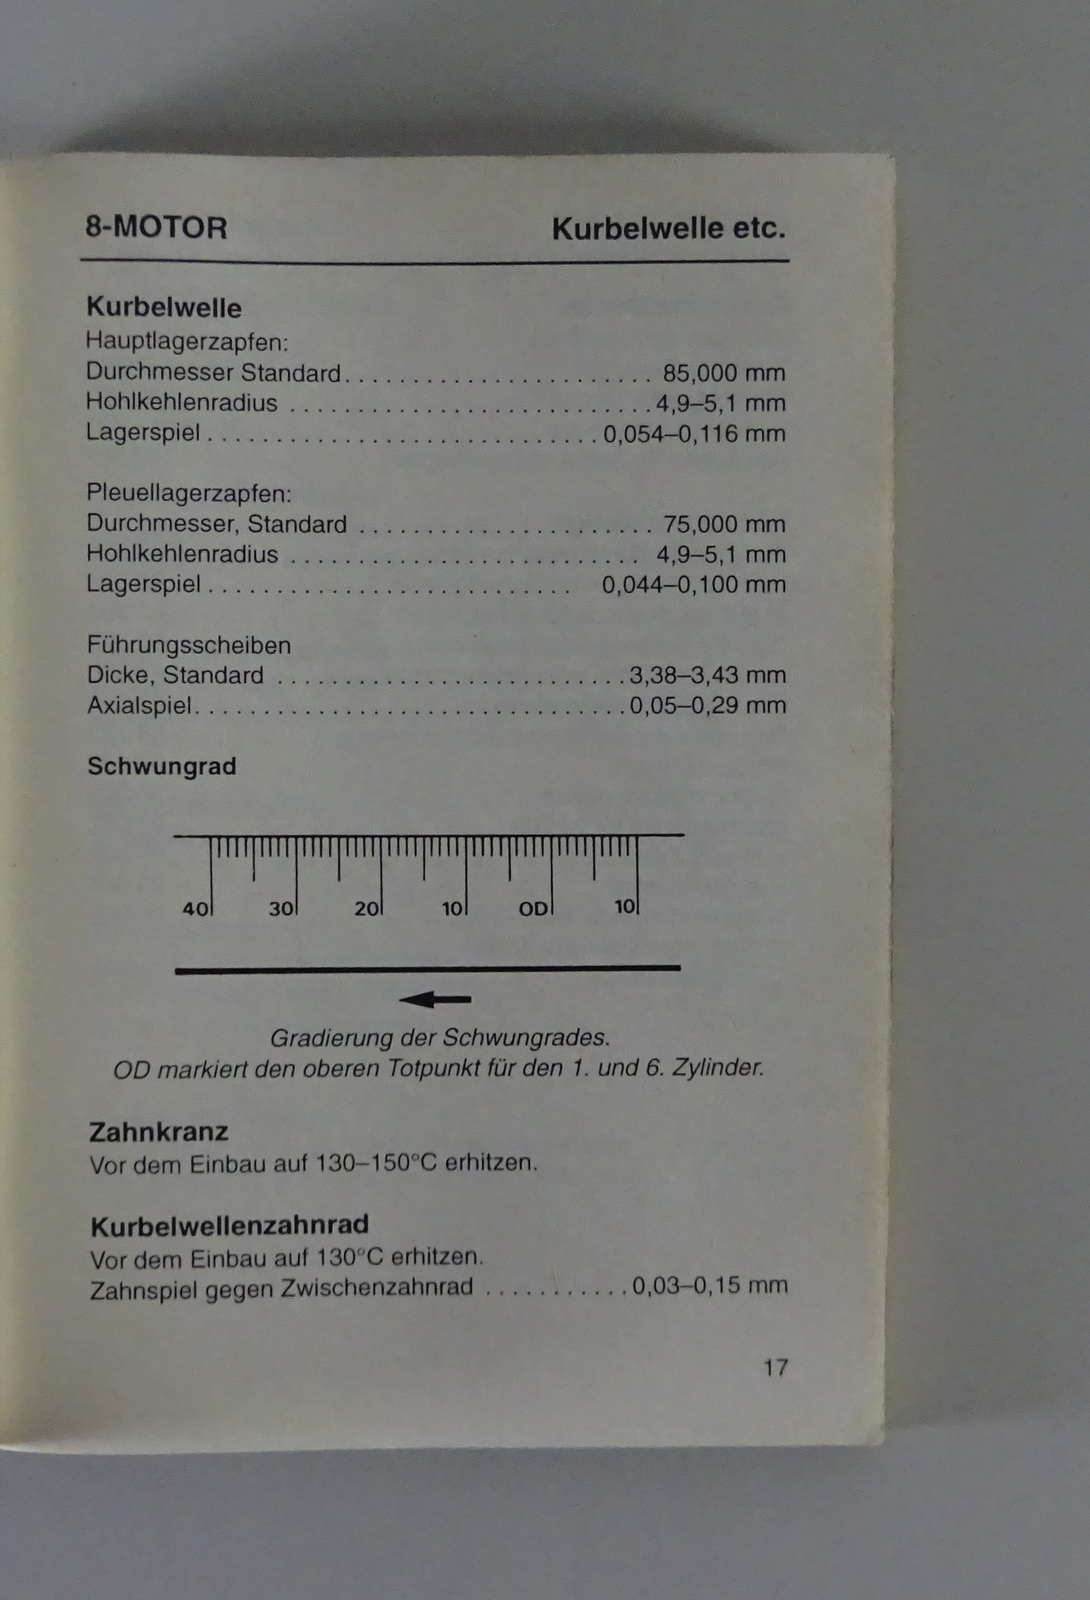 8-MOTOR Kurbelwelle etc.
Kurbelwelle
Hauptlagerzapfen:
Durchmesser Standard. . . . . . . . . . . . . . . . . . . . . . . 85,000 mm
Hohlkehlenradius . . . . . . . . . . . . . . . . . . . . . . . . . . . 4,9–5,1 mm
Lagerspiel . . . . . . . . . . . . . . . . . . . . . . . . . . . . . 0,054–0,116 mm
Pleuellagerzapfen:
Durchmesser, Standard . . . . . . . . . . . . . . . . . . . . . . 75,000 mm
Hohlkehlenradius . . . . . . . . . . . . . . . . . . . . . . . . . . 4,9–5,1 mm
Lagerspiel . . . . . . . . . . . . . . . . . . . . . . . . . . . 0,044–0,100 mm
Führungsscheiben
Dicke, Standard . . . . . . . . . . . . . . . . . . . . . . . . . . 3,38–3,43 mm
Axialspiel. . . . . . . . . . . . . . . . . . . . . . . . . . . . . . . . 0,05–0,29 mm
Schwungrad
40 30 20 10 OD 10
Gradierung der Schwungrades.
OD markiert den oberen Totpunkt für den 1. und 6. Zylinder.
Zahnkranz
Vor dem Einbau auf 130–150°C erhitzen.
Kurbelwellenzahnrad
Vor dem Einbau auf 130°C erhitzen.
Zahnspiel gegen Zwischenzahnrad . . . . . . . . . . . 0,03–0,15 mm
17